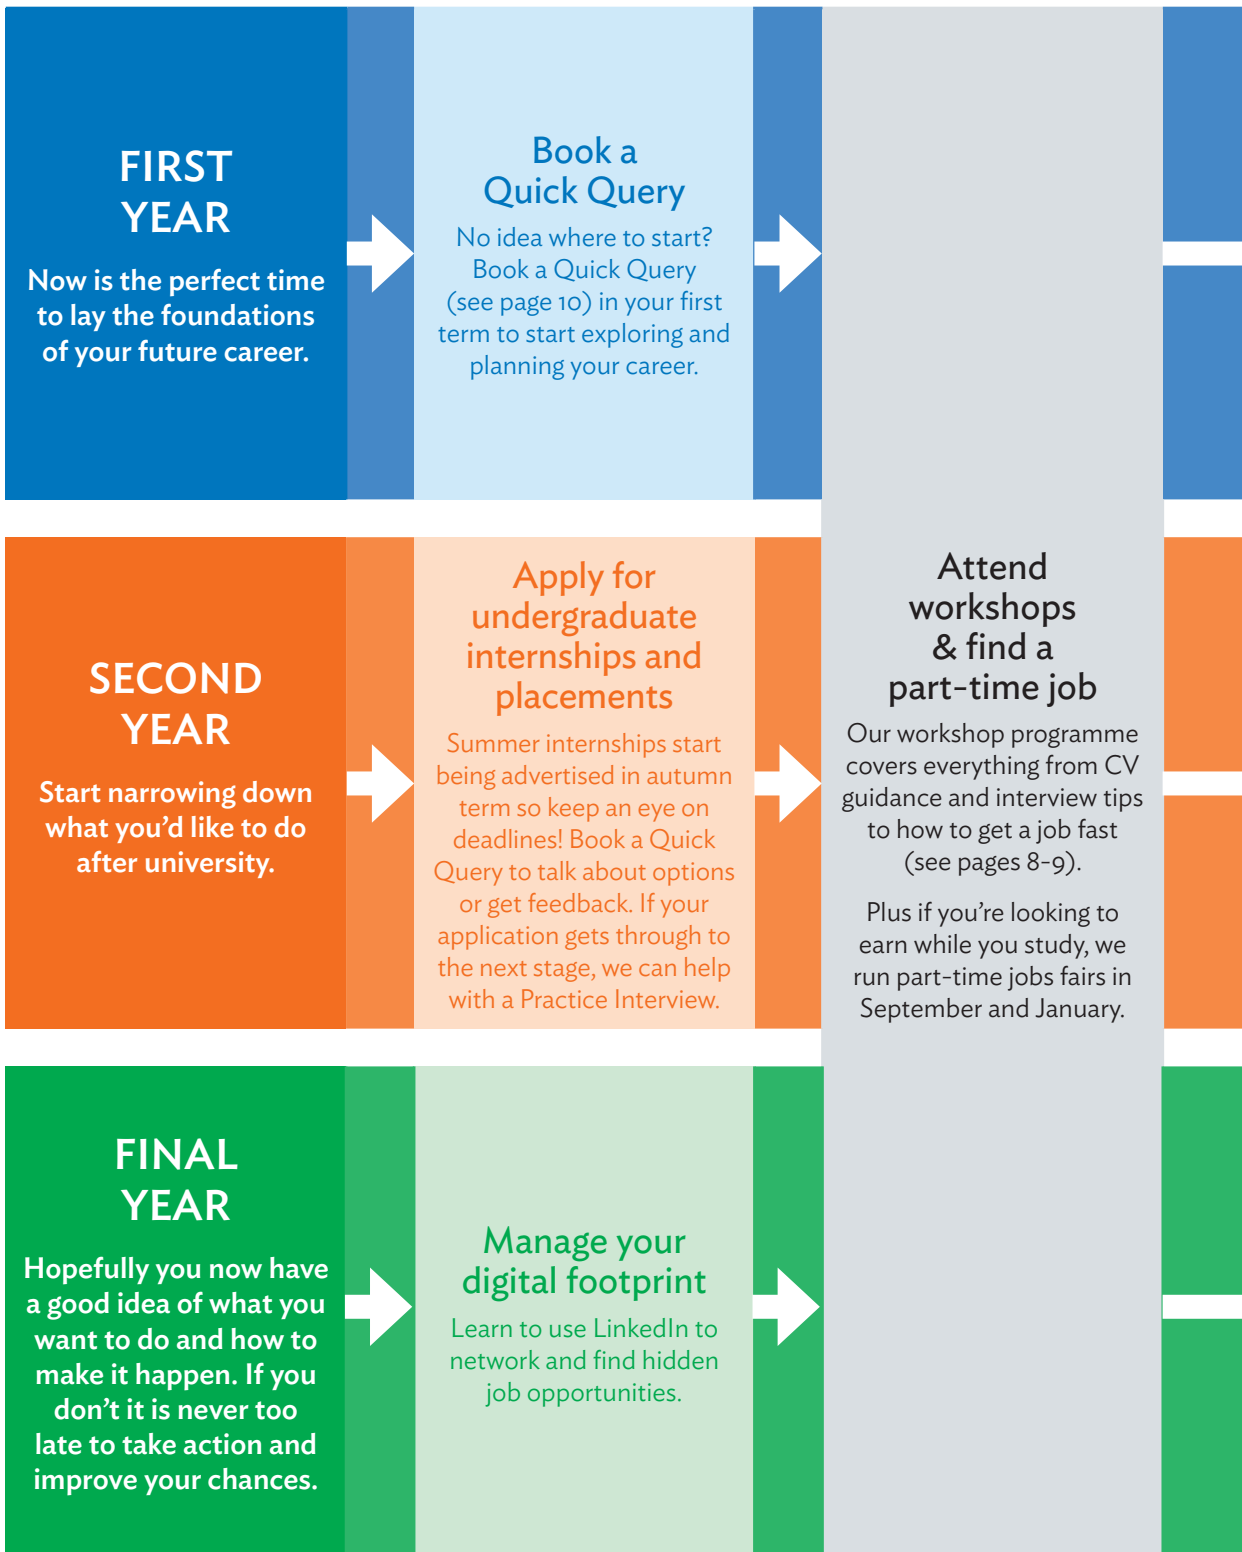 FIRST
YEAR
Now is the perfect time
to lay the foundations
of your future career.
Book a
Quick Query
No idea where to start?
Book a Quick Query
(see page 10) in your first
term to start exploring and
planning your career.
SECOND
YEAR
Start narrowing down
what you'd like to do
after university.
Apply for
undergraduate
internships and
placements
Summer internships start
being advertised in autumn
term so keep an eye on
deadlines! Book a Quick
Query to talk about options
or get feedback. If your
application gets through to
the next stage, we can help
with a Practice Interview.
Attend
workshops
& find a
part-time job
Our workshop programme
covers everything from CV
guidance and interview tips
to how to get a job fast
(see pages 8-9).
Plus if you're looking to
earn while you study, we
run part-time jobs fairs in
September and January.
FINAL
YEAR
Hopefully you now have
a good idea of what you
want to do and how to
make it happen. If you
don't it is never too
late to take action and
improve your chances.
Manage your
digital footprint
Learn to use LinkedIn to
network and find hidden
job opportunities.